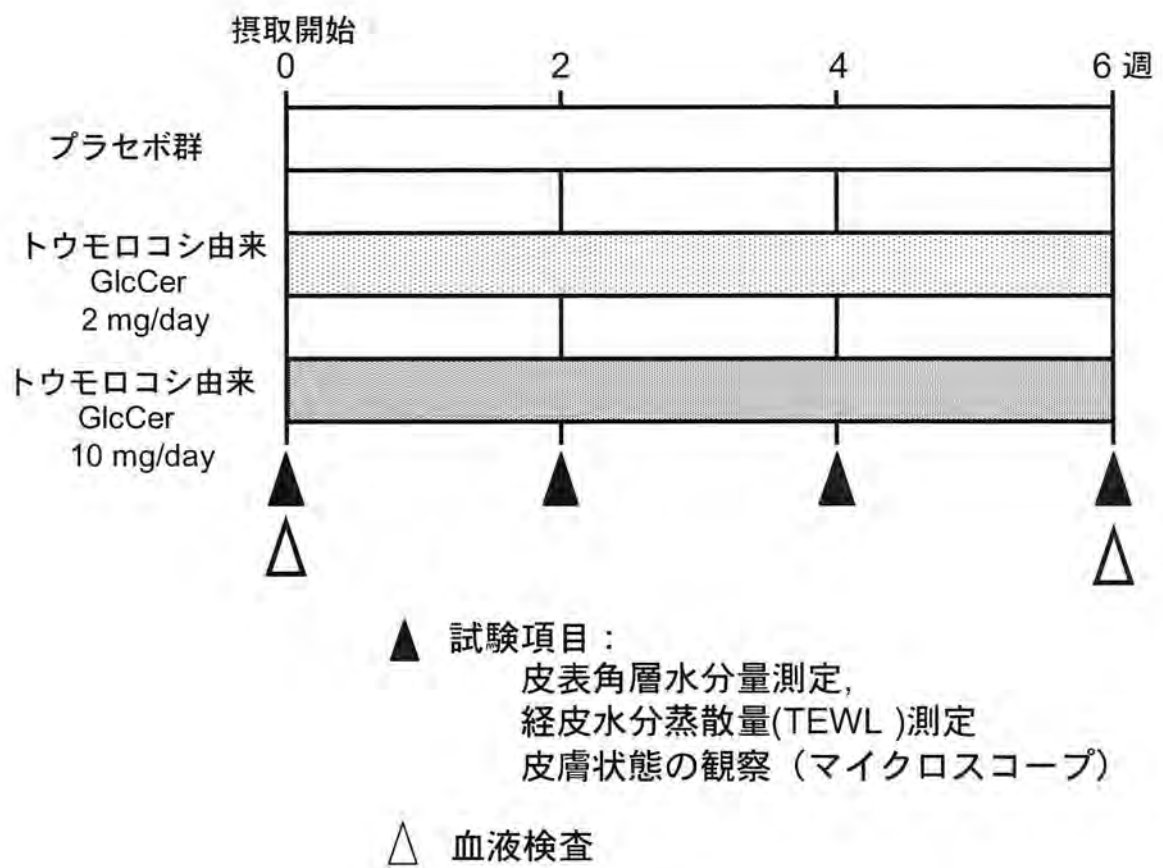 摂取開始
0 2 4 6 週
プラセボ群
トウモロコシ由来
GlcCer
2 mg/day
トウモロコシ由来
GlcCer
10 mg/day
試験項目：
皮表角層水分量測定,
経皮水分蒸散量(TEWL )測定
皮膚状態の観察（マイクロスコープ）
血液検査